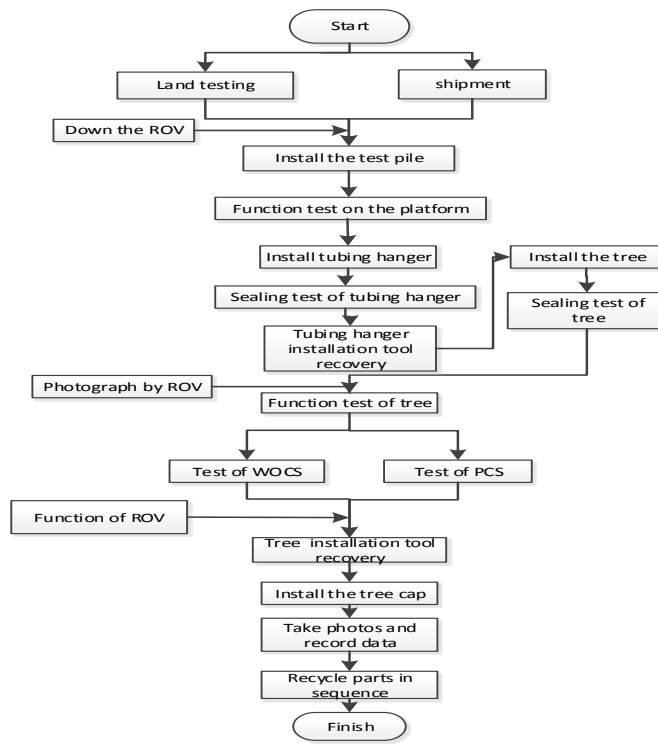 Start
Land testing
shipment
Down the ROV
Install the test pile
Function test on the platform
Install tubing hanger
Install the tree
Sealing test of tubing hanger
Sealing test of
tree
Tubing hanger
installation tool
recovery
Photograph by ROV
Function test of tree
Test of WOCS
Test of PCS
Function of ROV
Tree installation tool
recovery
Install the tree cap
Take photos and
record data
Recycle parts in
sequence
Finish